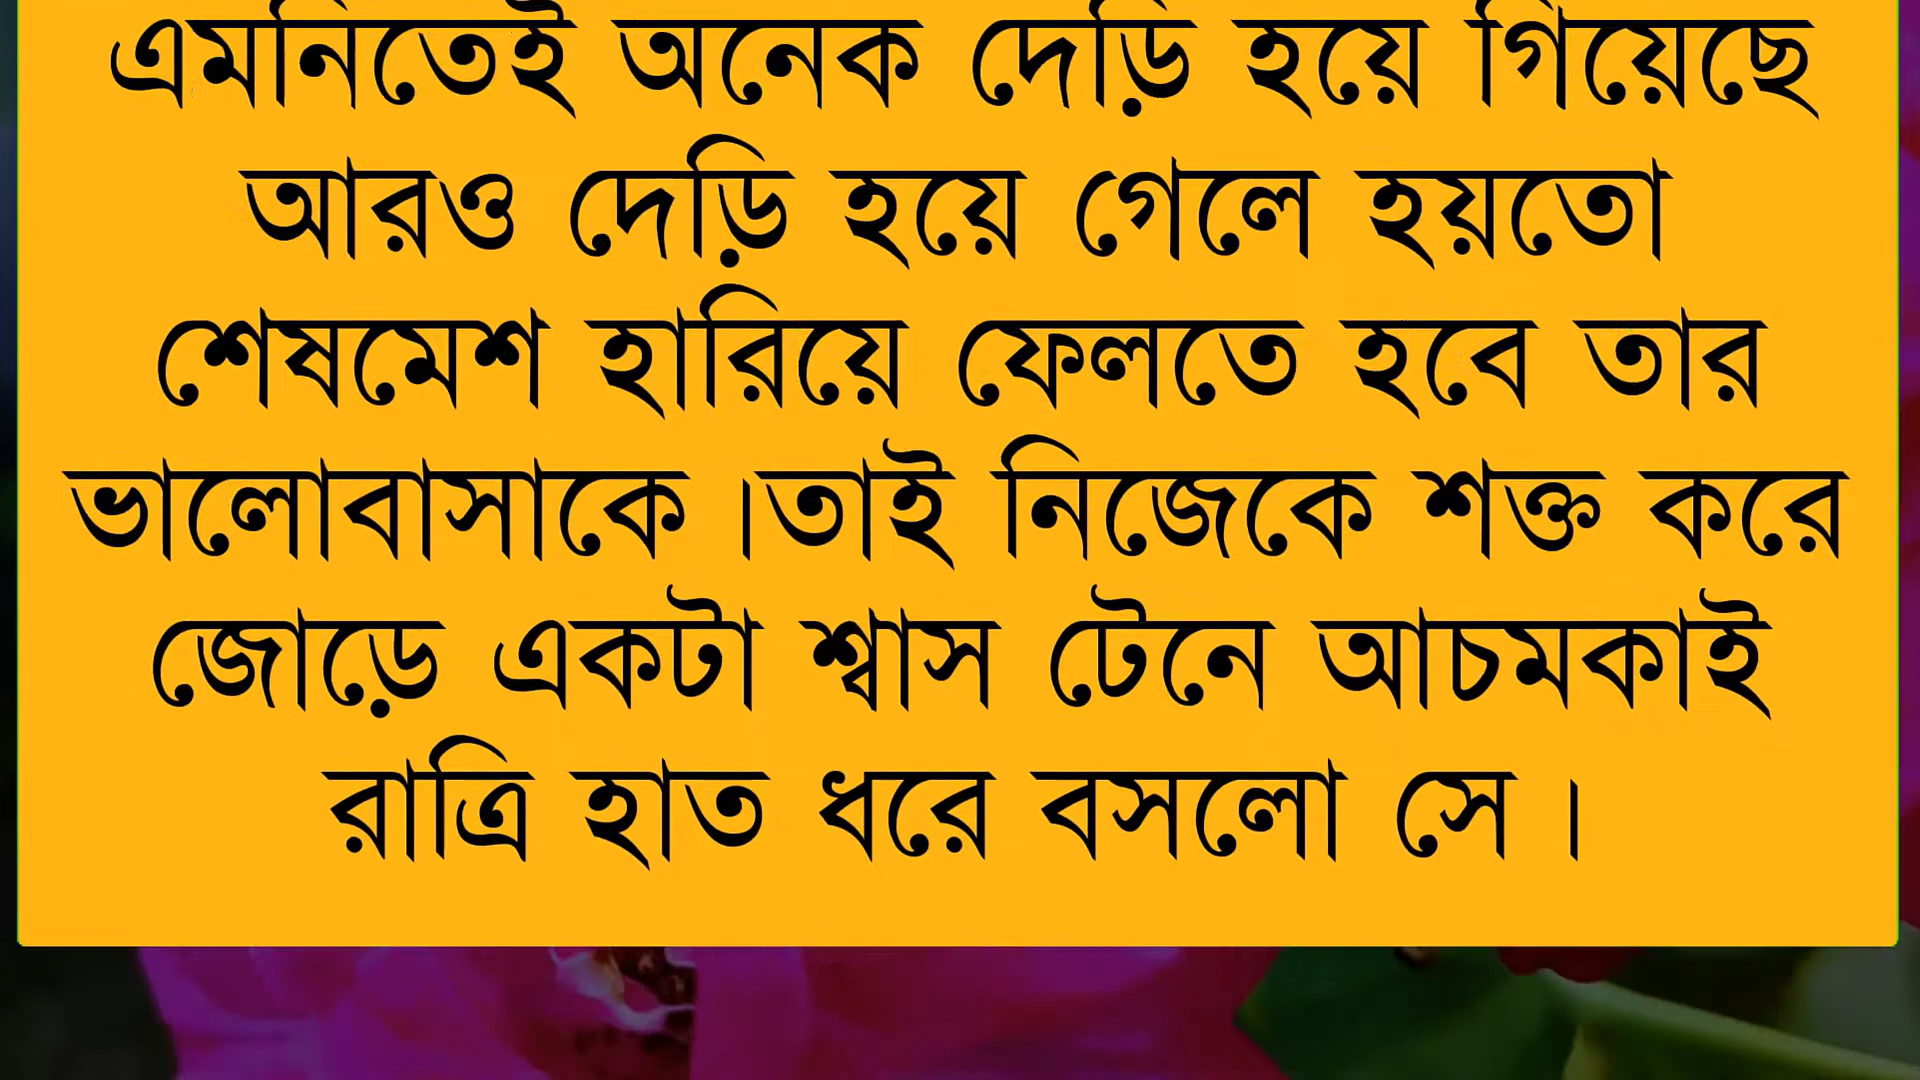 এমনিতেই অনেক দেড়ি হয়ে গিয়েছে
আরও দেড়ি হয়ে গেলে হয়তো
শেষমেশ হারিয়ে ফেলতে হবে তার
ভালোবাসাকে ।তাই নিজেকে শক্ত করে
জোড়ে একটা শ্বাস টেনে আচমকাই
রাত্রি হাত ধরে বসলো সে ।